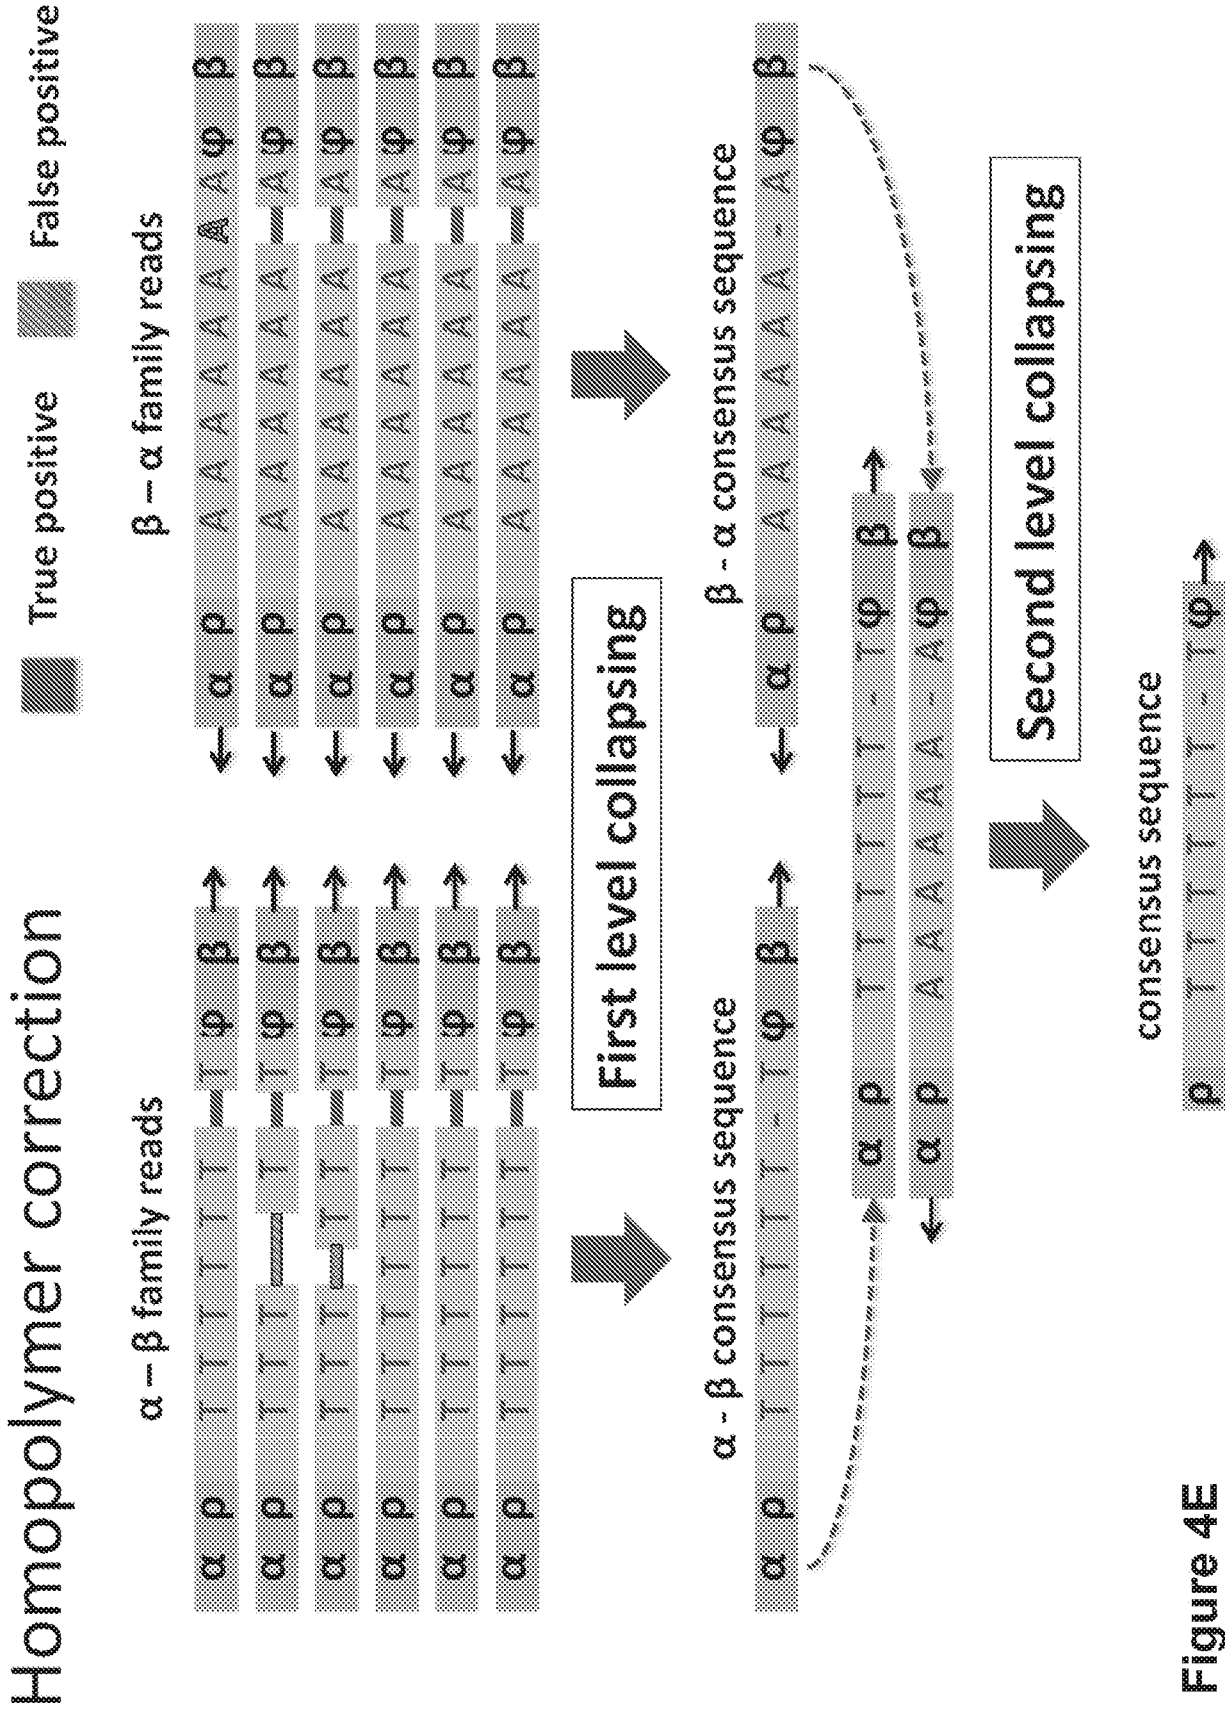 Homopolymer correction
True positive
False positive
α – β family reads
β – α family reads
α ρ T T T T T T T φ β
α ρ A A A A A A A A φ β
α ρ T T T T T φ β
α ρ A A A A A A A φ β
α ρ T T T T T T φ β
α ρ A A A A A A A φ β
α ρ T T T T T T T φ β
α ρ A A A A A A A φ β
α ρ T T T T T T T φ β
α ρ A A A A A A A φ β
α ρ T T T T T T T φ β
α ρ A A A A A A A φ β
First level collapsing
α - β consensus sequence
β - α consensus sequence
α ρ T T T T T T - T φ β
α ρ A A A A A A - A φ β
α ρ T T T T T T - T φ β
α ρ A A A A A A - A φ β
Second level collapsing
consensus sequence
ρ T T T T T T - T φ
Figure 4E